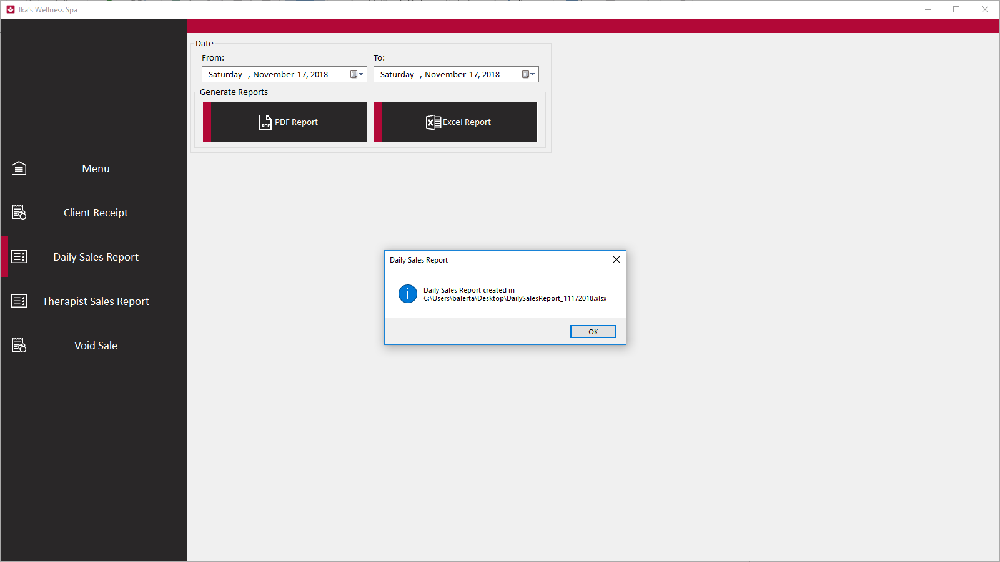 Ika's Wellness Spa
Date
From:
To:
Saturday , November 17, 2018
Saturday , November 17, 2018
Generate Reports
PDF
PDF Report
X
Excel Report
Menu
Client Receipt
Daily Sales Report
Therapist Sales Report
Void Sale
Daily Sales Report
i
Daily Sales Report created in
C:\Users\balerta\Desktop\DailySalesReport_11172018.xlsx
OK